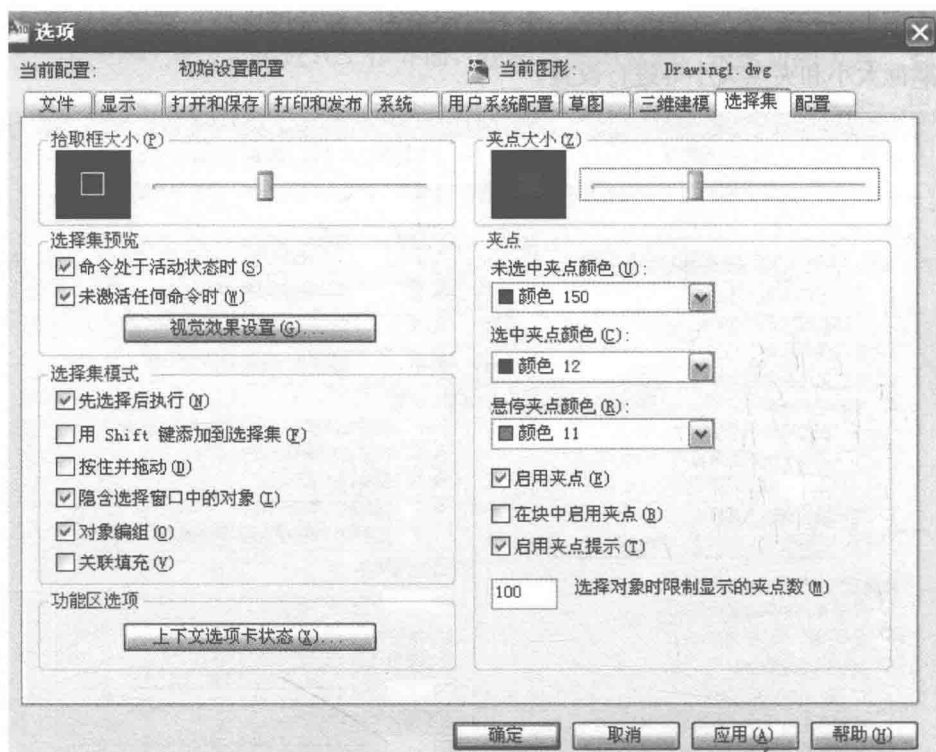 选项
当前配置: 初始设置配置 当前图形: Drawing1.dwg
文件 显示 打开和保存 打印和发布 系统 用户系统配置 草图 三维建模 选择集 配置
拾取框大小(P)
选择集预览
命令处于活动状态时(S)
未激活任何命令时(W)
视觉效果设置(G)...
选择集模式
先选择后执行(N)
用 Shift 键添加到选择集(F)
按住并拖动(D)
隐含选择窗口中的对象(I)
对象编组(O)
关联填充(V)
功能区选项
上下文选项卡状态(X)...
夹点大小(Z)
夹点
未选中夹点颜色(U):
颜色 150
选中夹点颜色(C):
颜色 12
悬停夹点颜色(R):
颜色 11
启用夹点(E)
在块中启用夹点(B)
启用夹点提示(T)
100 选择对象时限制显示的夹点数(M)
确定 取消 应用(A) 帮助(H)